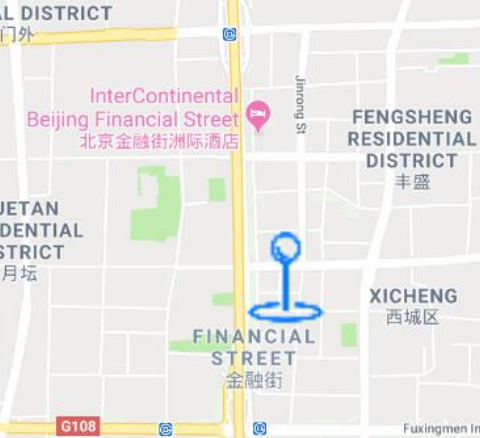 AL DISTRICT
门外
InterContinental
Beijing Financial Street
北京金融街洲际酒店
Jinrong St
FENGSHENG
RESIDENTIAL
DISTRICT
丰盛
UETAN
DENTIAL
STRICT
月坛
XICHENG
西城区
FINANCIAL
STREET
金融街
G108
Fuxingmen In